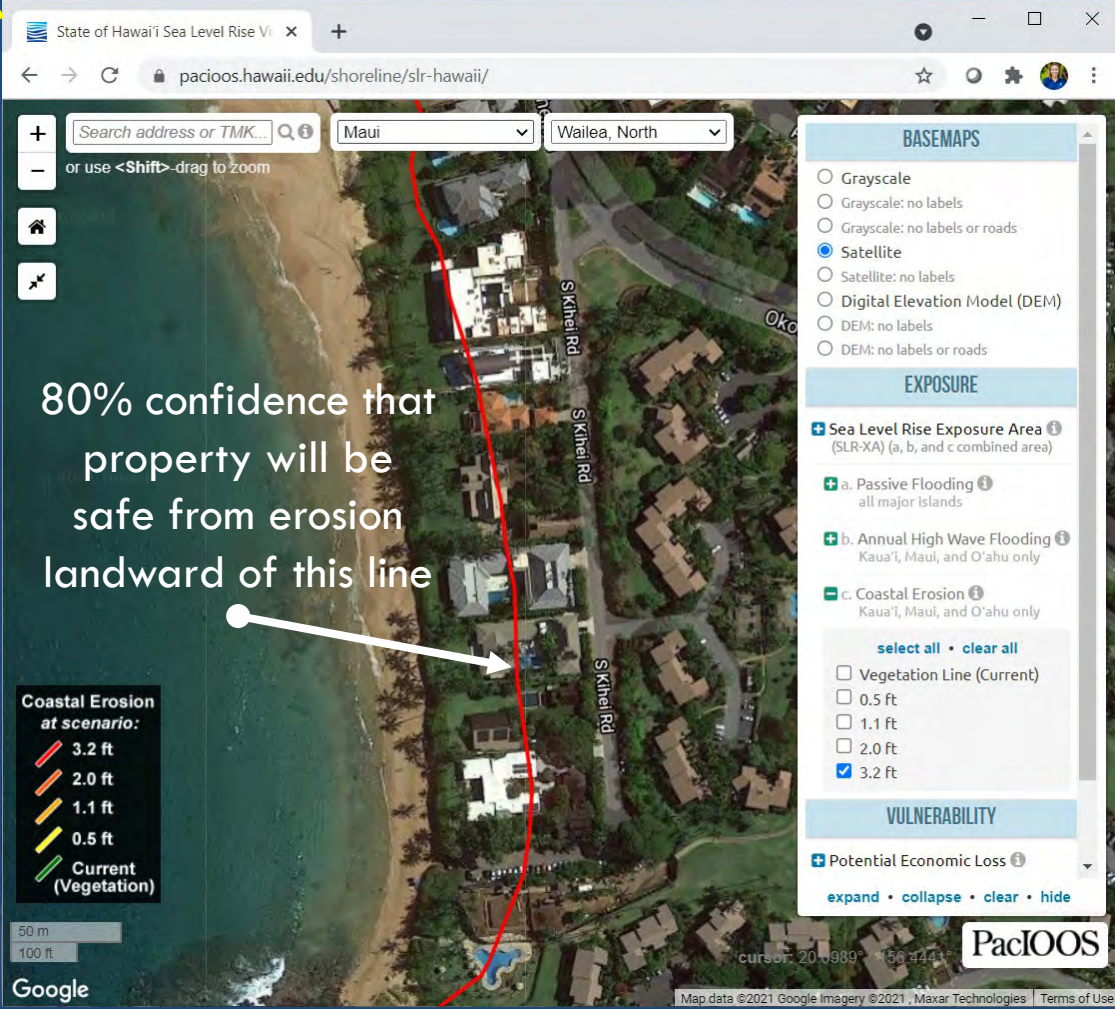 State of Hawaiʻi Sea Level Rise Vi
pacioos.hawaii.edu/shoreline/slr-hawaii/
Search address or TMK...
Maui
Wailea, North
or use <Shift>-drag to zoom
S Kihei Rd
Oko
S Kihei Rd
S Kihei Rd
80% confidence that
property will be
safe from erosion
landward of this line
Coastal Erosion
at scenario:
3.2 ft
2.0 ft
1.1 ft
0.5 ft
Current
(Vegetation)
50 m
100 ft
Google
BASEMAPS
Grayscale
Grayscale: no labels
Grayscale: no labels or roads
Satellite
Satellite: no labels
Digital Elevation Model (DEM)
DEM: no labels
DEM: no labels or roads
EXPOSURE
Sea Level Rise Exposure Area
(SLR-XA) (a, b, and c combined area)
a. Passive Flooding
all major islands
b. Annual High Wave Flooding
Kauaʻi, Maui, and Oʻahu only
c. Coastal Erosion
Kauaʻi, Maui, and Oʻahu only
select all • clear all
Vegetation Line (Current)
0.5 ft
1.1 ft
2.0 ft
3.2 ft
VULNERABILITY
Potential Economic Loss
expand • collapse • clear • hide
PacIOOS
cursor:
Map data ©2021 Google Imagery ©2021 , Maxar Technologies
Terms of Use